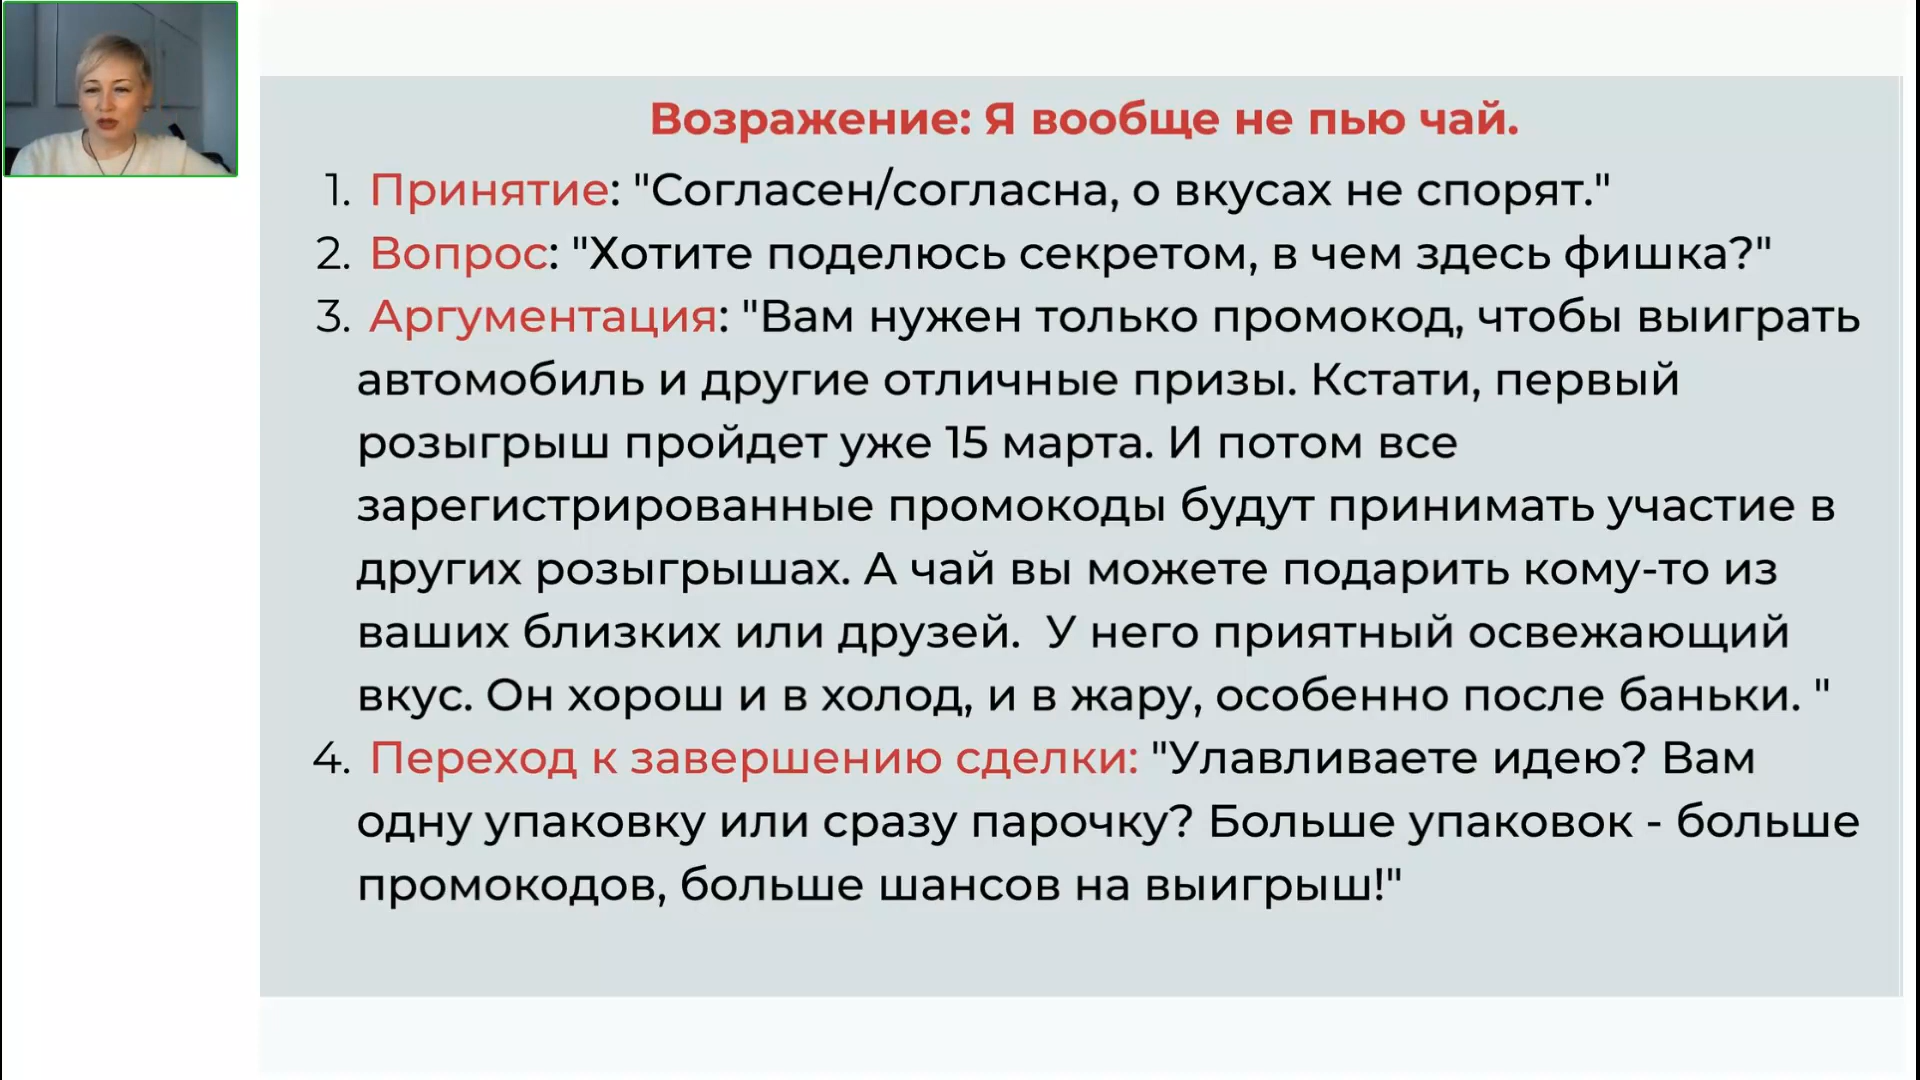 Возражение: Я вообще не пью чай.
1. Принятие: "Согласен/согласна, о вкусах не спорят."
2. Вопрос: "Хотите поделюсь секретом, в чем здесь фишка?"
3. Аргументация: "Вам нужен только промокод, чтобы выиграть
автомобиль и другие отличные призы. Кстати, первый
розыгрыш пройдет уже 15 марта. И потом все
зарегистрированные промокоды будут принимать участие в
других розыгрышах. А чай вы можете подарить кому-то из
ваших близких или друзей.  У него приятный освежающий
вкус. Он хорош и в холод, и в жару, особенно после баньки. "
4. Переход к завершению сделки: "Улавливаете идею? Вам
одну упаковку или сразу парочку? Больше упаковок - больше
промокодов, больше шансов на выигрыш!"